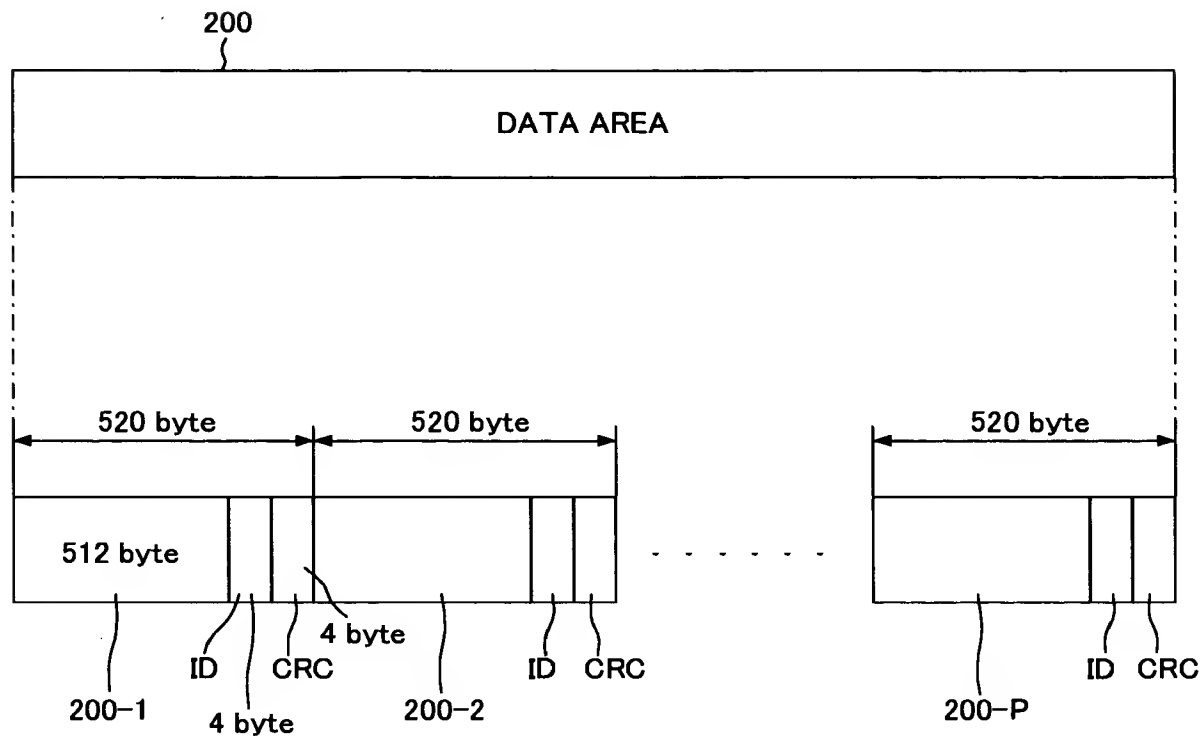 200
DATA AREA
520 byte 520 byte 520 byte
512 byte
4 byte
ID CRC ID CRC ID CRC
200-1 4 byte 200-2 200-P